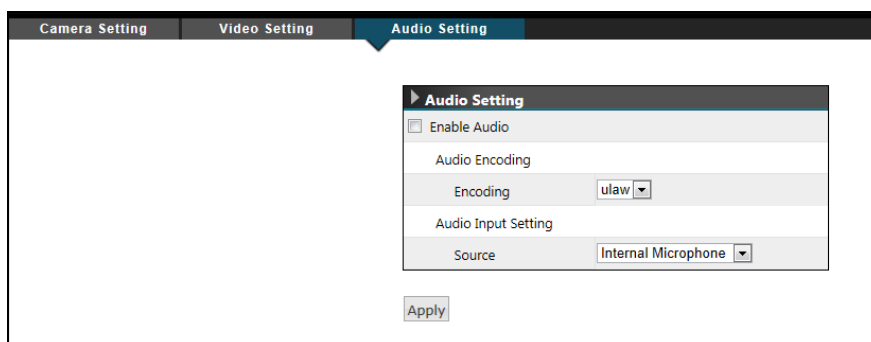 Camera Setting Video Setting Audio Setting
Audio Setting
Enable Audio
Audio Encoding
Encoding ulaw
Audio Input Setting
Source Internal Microphone
Apply